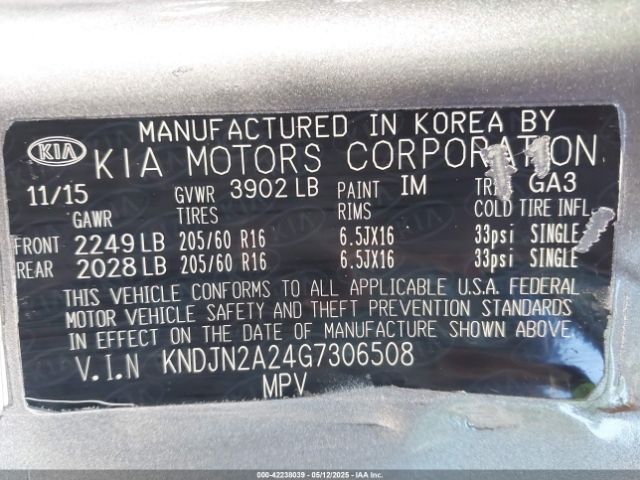 MANUFACTURED IN KOREA BY
KIA KIA MOTORS CORPORATION
11/15 GVWR 3902 LB PAINT IM TRIM GA3
GAWR TIRES RIMS COLD TIRE INFL.
FRONT 2249 LB 205/60 R16 6.5JX16 33psi SINGLE
REAR 2028 LB 205/60 R16 6.5JX16 33psi SINGLE
THIS VEHICLE CONFORMS TO ALL APPLICABLE U.S.A. FEDERAL
MOTOR VEHICLE SAFETY AND THEFT PREVENTION STANDARDS
IN EFFECT ON THE DATE OF MANUFACTURE SHOWN ABOVE.
V.I.N KNDJN2A24G7306508
MPV
000-42238039 - 05/12/2025 - COPART